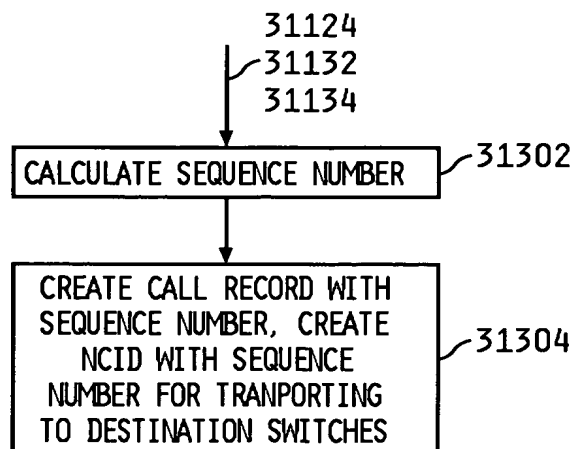 31124
31132
31134
CALCULATE SEQUENCE NUMBER
31302
CREATE CALL RECORD WITH
SEQUENCE NUMBER, CREATE
NCID WITH SEQUENCE
NUMBER FOR TRANPORTING
TO DESTINATION SWITCHES
31304